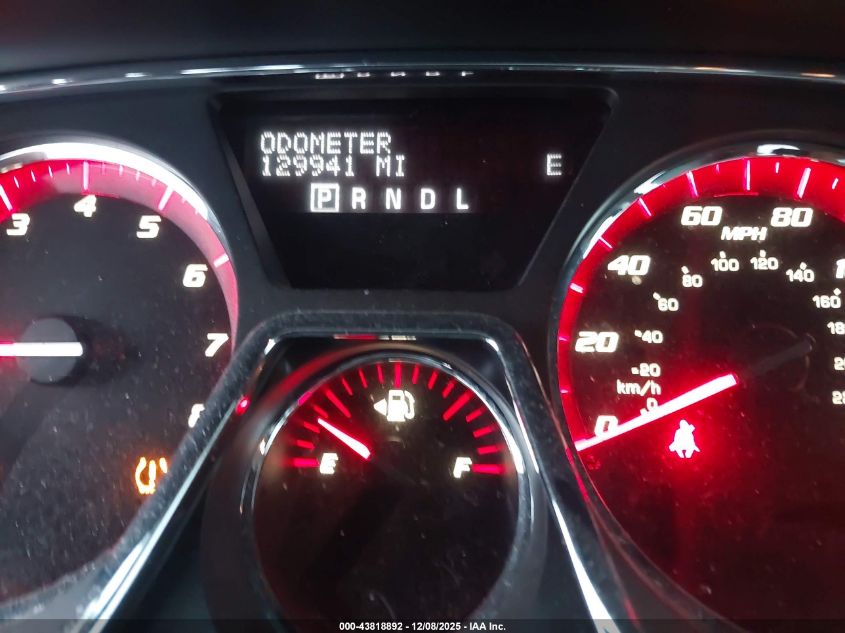 ODOMETER
129941 MI E
P R N D L
3 4 5 6 7 8
E F
0 20 40 60 80
MPH
km/h
0 20 40 60 80 100 120 140 160
000-43818892 - 12/08/2025 - IAA Inc.